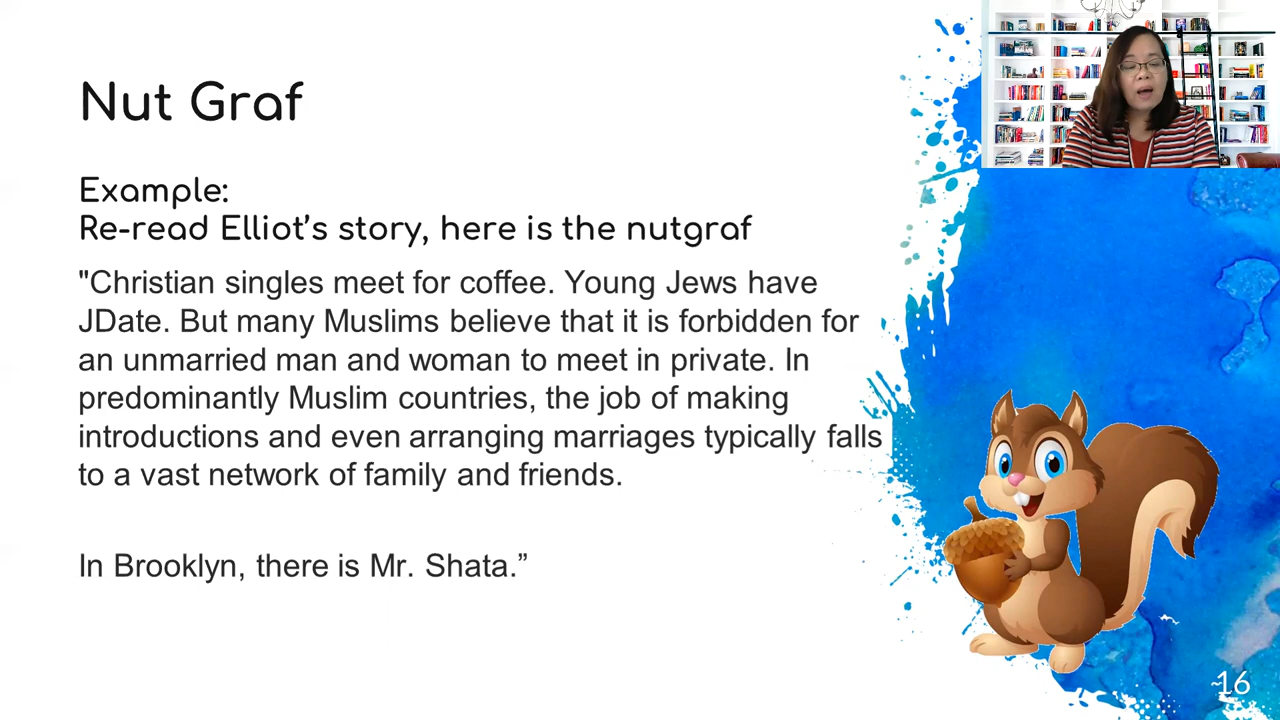 Nut Graf
Example:
Re-read Elliot’s story, here is the nutgraf
"Christian singles meet for coffee. Young Jews have
JDate. But many Muslims believe that it is forbidden for
an unmarried man and woman to meet in private. In
predominantly Muslim countries, the job of making
introductions and even arranging marriages typically falls
to a vast network of family and friends.
In Brooklyn, there is Mr. Shata.”
16